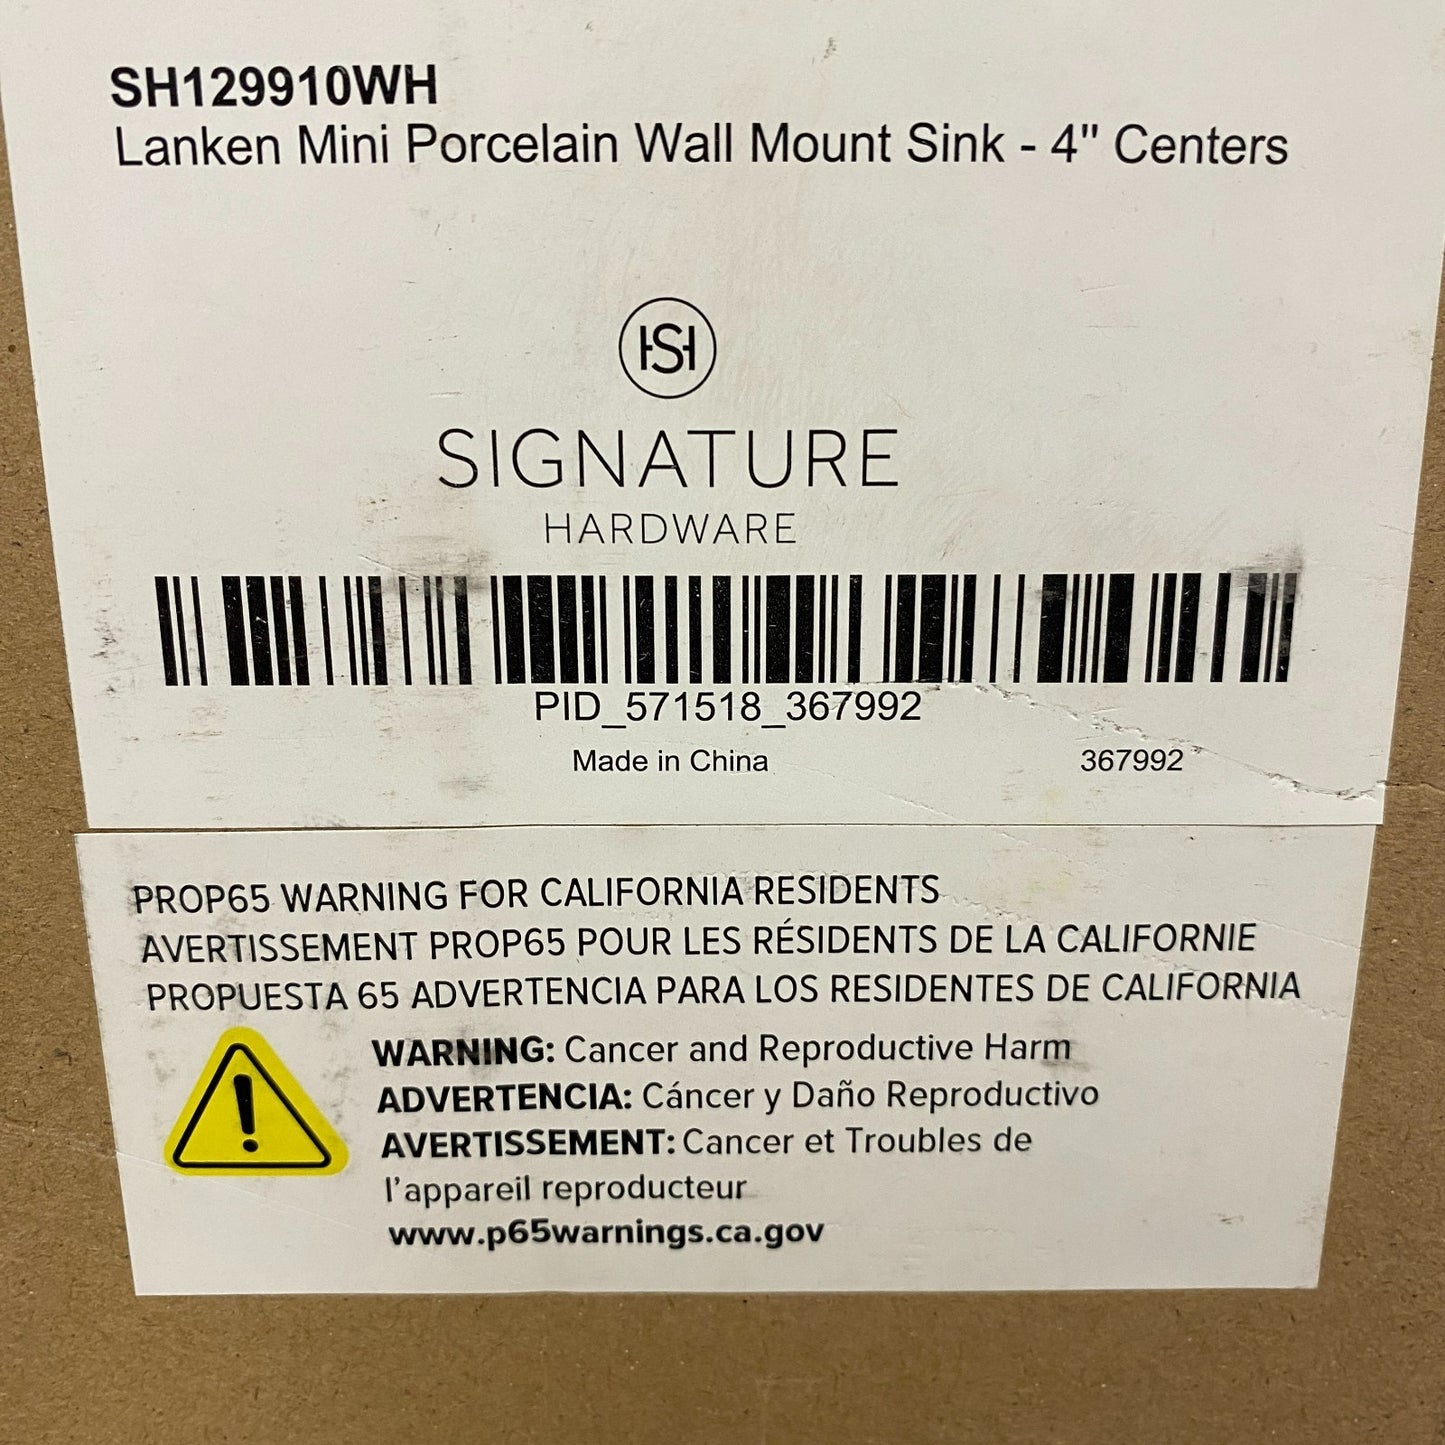 SH129910WH
Lanken Mini Porcelain Wall Mount Sink - 4" Centers
HSH
SIGNATURE
HARDWARE
PID_571518_367992
Made in China 367992
PROP65 WARNING FOR CALIFORNIA RESIDENTS
AVERTISSEMENT PROP65 POUR LES RÉSIDENTS DE LA CALIFORNIE
PROPUESTA 65 ADVERTENCIA PARA LOS RESIDENTES DE CALIFORNIA
WARNING: Cancer and Reproductive Harm
ADVERTENCIA: Cáncer y Daño Reproductivo
AVERTISSEMENT: Cancer et Troubles de
l'appareil reproducteur
www.p65warnings.ca.gov